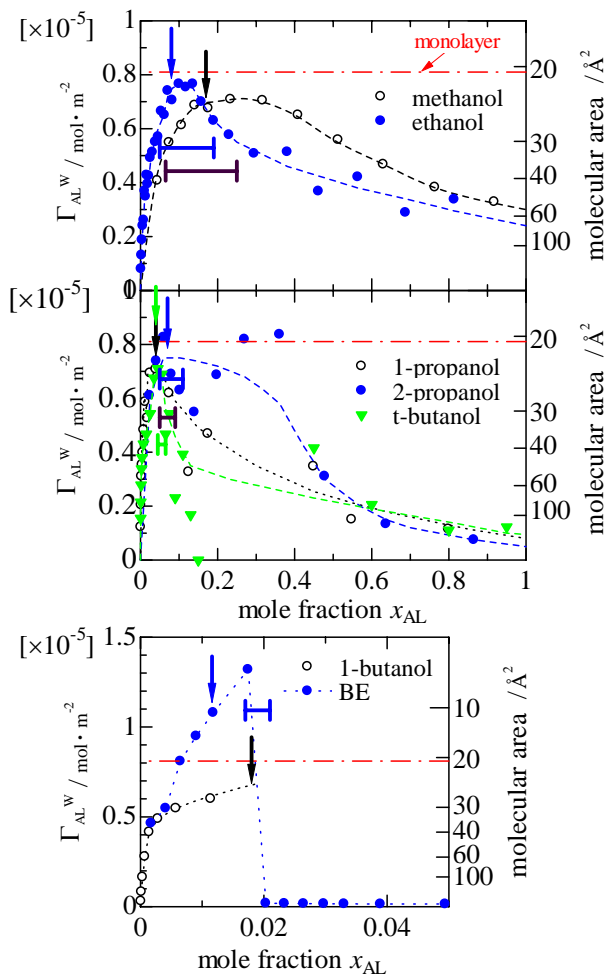 [×10⁻⁵]
1
monolayer
20
0.8
methanol
ethanol
0.6
30
0.4
40
60
0.2
100
Γ_AL^W / mol· m⁻²
molecular area /Å²
[×10⁻⁵]
0
1
20
0.8
1-propanol
2-propanol
t-butanol
0.6
30
0.4
40
60
0.2
100
0
Γ_AL^W / mol· m⁻²
molecular area /Å²
0 0.2 0.4 0.6 0.8 1
mole fraction x_AL
[×10⁻⁵]
1.5
1-butanol
BE
10
1
20
0.5
30
40
60
100
0
Γ_AL^W / mol· m⁻²
molecular area /Å²
0 0.02 0.04
mole fraction x_AL